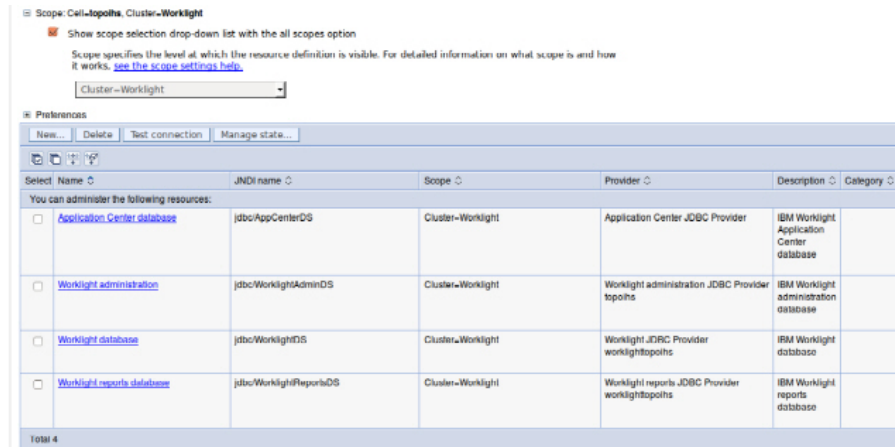 Scope: Cell=topoihs, Cluster=Worklight
Show scope selection drop-down list with the all scopes option
Scope specifies the level at which the resource definition is visible. For detailed information on what scope is and how
it works, see the scope settings help.
Cluster=Worklight
Preferences
New... Delete Test connection Manage state...
Select Name JNDI name Scope Provider Description Category
You can administer the following resources:
Application Center database jdbc/AppCenterDS Cluster=Worklight Application Center JDBC Provider IBM Worklight
Application
Center
database
Worklight administration jdbc/WorklightAdminDS Cluster=Worklight Worklight administration JDBC Provider IBM Worklight
topoihs administration
database
Worklight database jdbc/WorklightDS Cluster=Worklight Worklight JDBC Provider IBM Worklight
worklighttopoihs database
Worklight reports database jdbc/WorklightReportsDS Cluster=Worklight Worklight reports JDBC Provider IBM Worklight
worklighttopoihs reports
database
Total 4